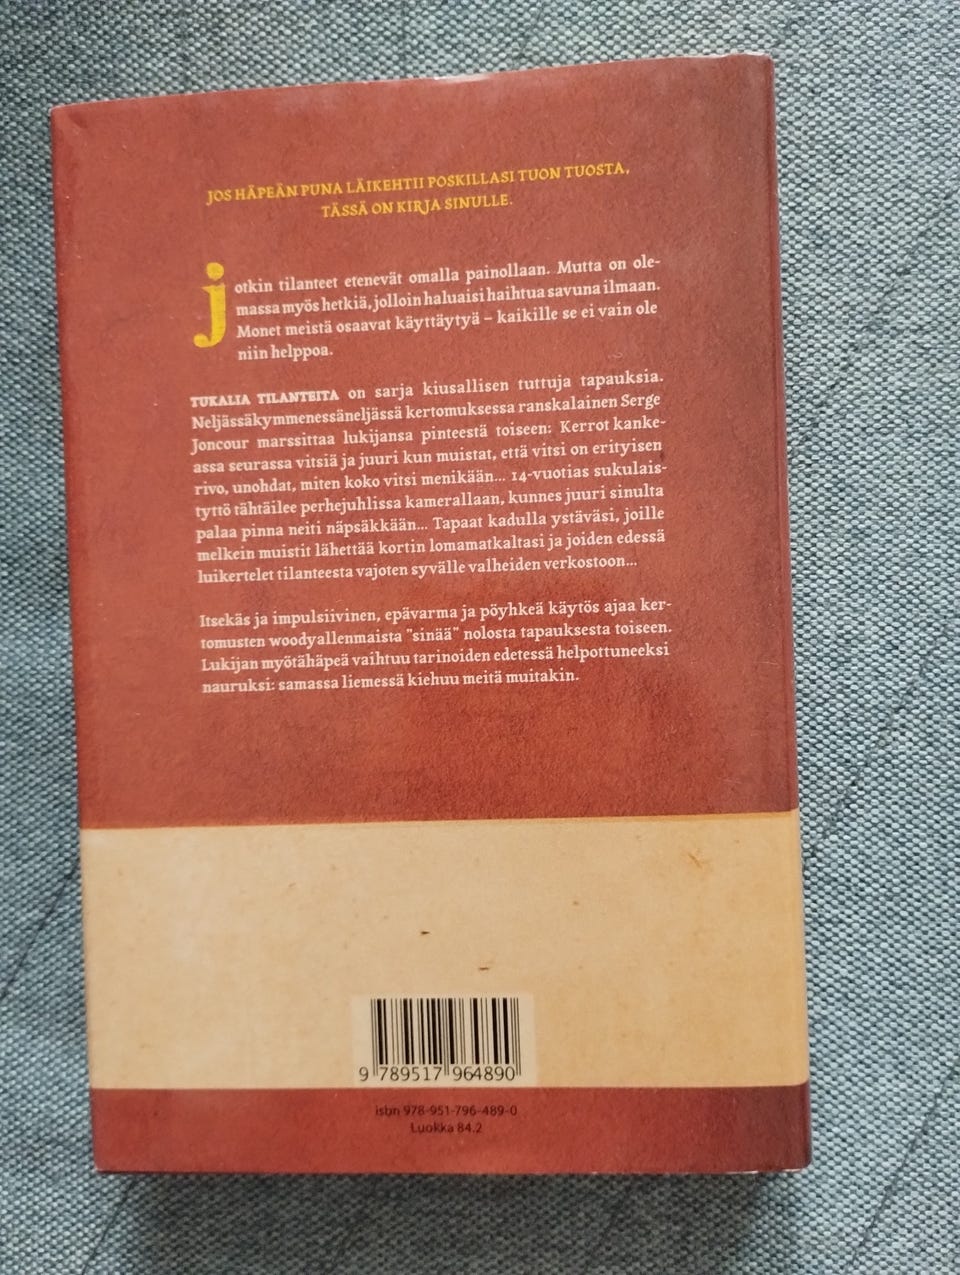 JOS HÄPEÄN PUNA LÄIKEHTII POSKILLASI TUON TUOSTA,
TÄSSÄ ON KIRJA SINULLE.
jotkin tilanteet etenevät omalla painollaan. Mutta on ole-
massa myös hetkiä, jolloin haluaisi haihtua savuna ilmaan.
Monet meistä osaavat käyttäytyä – kaikille se ei vain ole
niin helppoa.
TUKALIA TILANTEITA on sarja kiusallisen tuttuja tapauksia.
Neljässäkymmenessäneljässä kertomuksessa ranskalainen Serge
Joncour marssittaa lukijansa pinteestä toiseen: Kerrot kanke-
assa seurassa vitsiä ja juuri kun muistat, että vitsi on erityisen
rivo, unohdat, miten koko vitsi menikään... 14-vuotias sukulais-
tyttö tähtäilee perhejuhlissa kamerallaan, kunnes juuri sinulta
palaa pinna neiti näpsäkkään... Tapaat kadulla ystäväsi, joille
melkein muistit lähettää kortin lomamatkaltasi ja joiden edessä
luikertelet tilanteesta vajoten syvälle valheiden verkostoon...
Itsekäs ja impulsiivinen, epävarma ja pöyhkeä käytös ajaa ker-
tomusten woodyallenmaista "sinää" nolosta tapauksesta toiseen.
Lukijan myötähäpeä vaihtuu tarinoiden edetessä helpottuneeksi
nauruksi: samassa liemessä kiehuu meitä muitakin.
9 789517 964890
isbn 978-951-796-489-0
Luokka 84.2